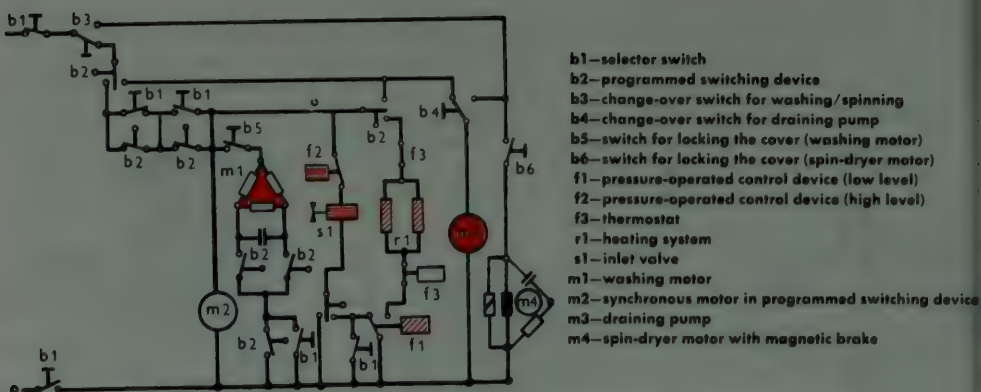 b1
b3
b2
b1
b1
b5
b2
b2
m1
f2
b2
f3
b4
b6
s1
r1
b2
b2
m2
m4
f3
b2
b1
b1
f1
b1
b1—selector switch
b2—programmed switching device
b3—change-over switch for washing/spinning
b4—change-over switch for draining pump
b5—switch for locking the cover (washing motor)
b6—switch for locking the cover (spin-dryer motor)
f1—pressure-operated control device (low level)
f2—pressure-operated control device (high level)
f3—thermostat
r1—heating system
s1—inlet valve
m1—washing motor
m2—synchronous motor in programmed switching device
m3—draining pump
m4—spin-dryer motor with magnetic brake